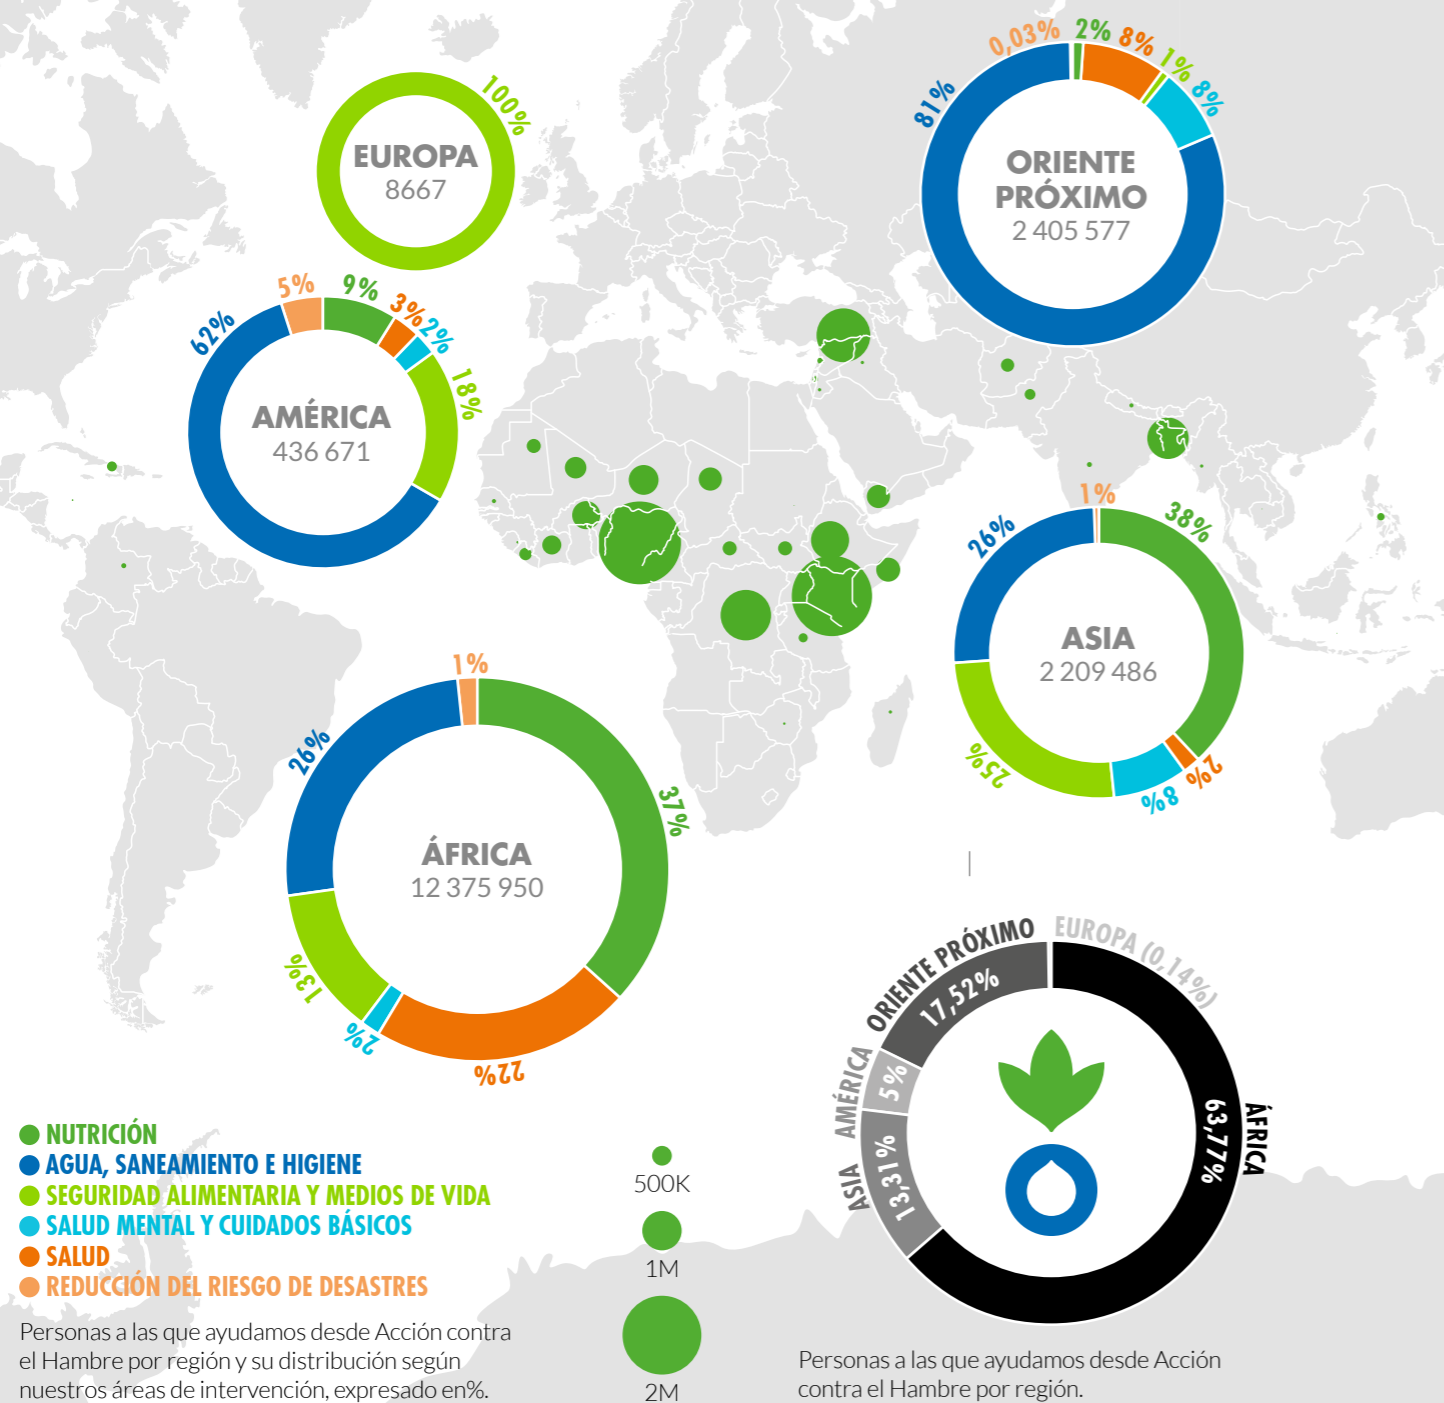 EUROPA
8667
100%
ORIENTE
PRÓXIMO
2 405 577
0,03%
2%
8%
1%
8%
81%
AMÉRICA
436 671
5%
9%
3%
2%
18%
62%
ASIA
2 209 486
1%
38%
2%
8%
25%
26%
ÁFRICA
12 375 950
1%
37%
22%
2%
13%
26%
NUTRICIÓN
AGUA, SANEAMIENTO E HIGIENE
SEGURIDAD ALIMENTARIA Y MEDIOS DE VIDA
SALUD MENTAL Y CUIDADOS BÁSICOS
SALUD
REDUCCIÓN DEL RIESGO DE DESASTRES
Personas a las que ayudamos desde Acción contra
el Hambre por región y su distribución según
nuestros áreas de intervención, expresado en%.
500K
1M
2M
ORIENTE PRÓXIMO
17,52%
EUROPA (0,14%)
AMÉRICA
5%
ASIA
13,31%
ÁFRICA
63,77%
Personas a las que ayudamos desde Acción
contra el Hambre por región.